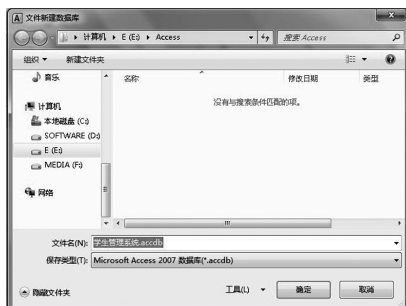 文件新建数据库
计算机 ▸ E (E:) ▸ Access
搜索 Access
组织 新建文件夹
音乐
名称 修改日期 类型
没有与搜索条件匹配的项。
计算机
本地磁盘 (C:)
SOFTWARE (D:)
E (E:)
MEDIA (F:)
网络
文件名(N): 学生管理系统.accdb
保存类型(T): Microsoft Access 2007 数据库(*.accdb)
隐藏文件夹 工具(L) 确定 取消